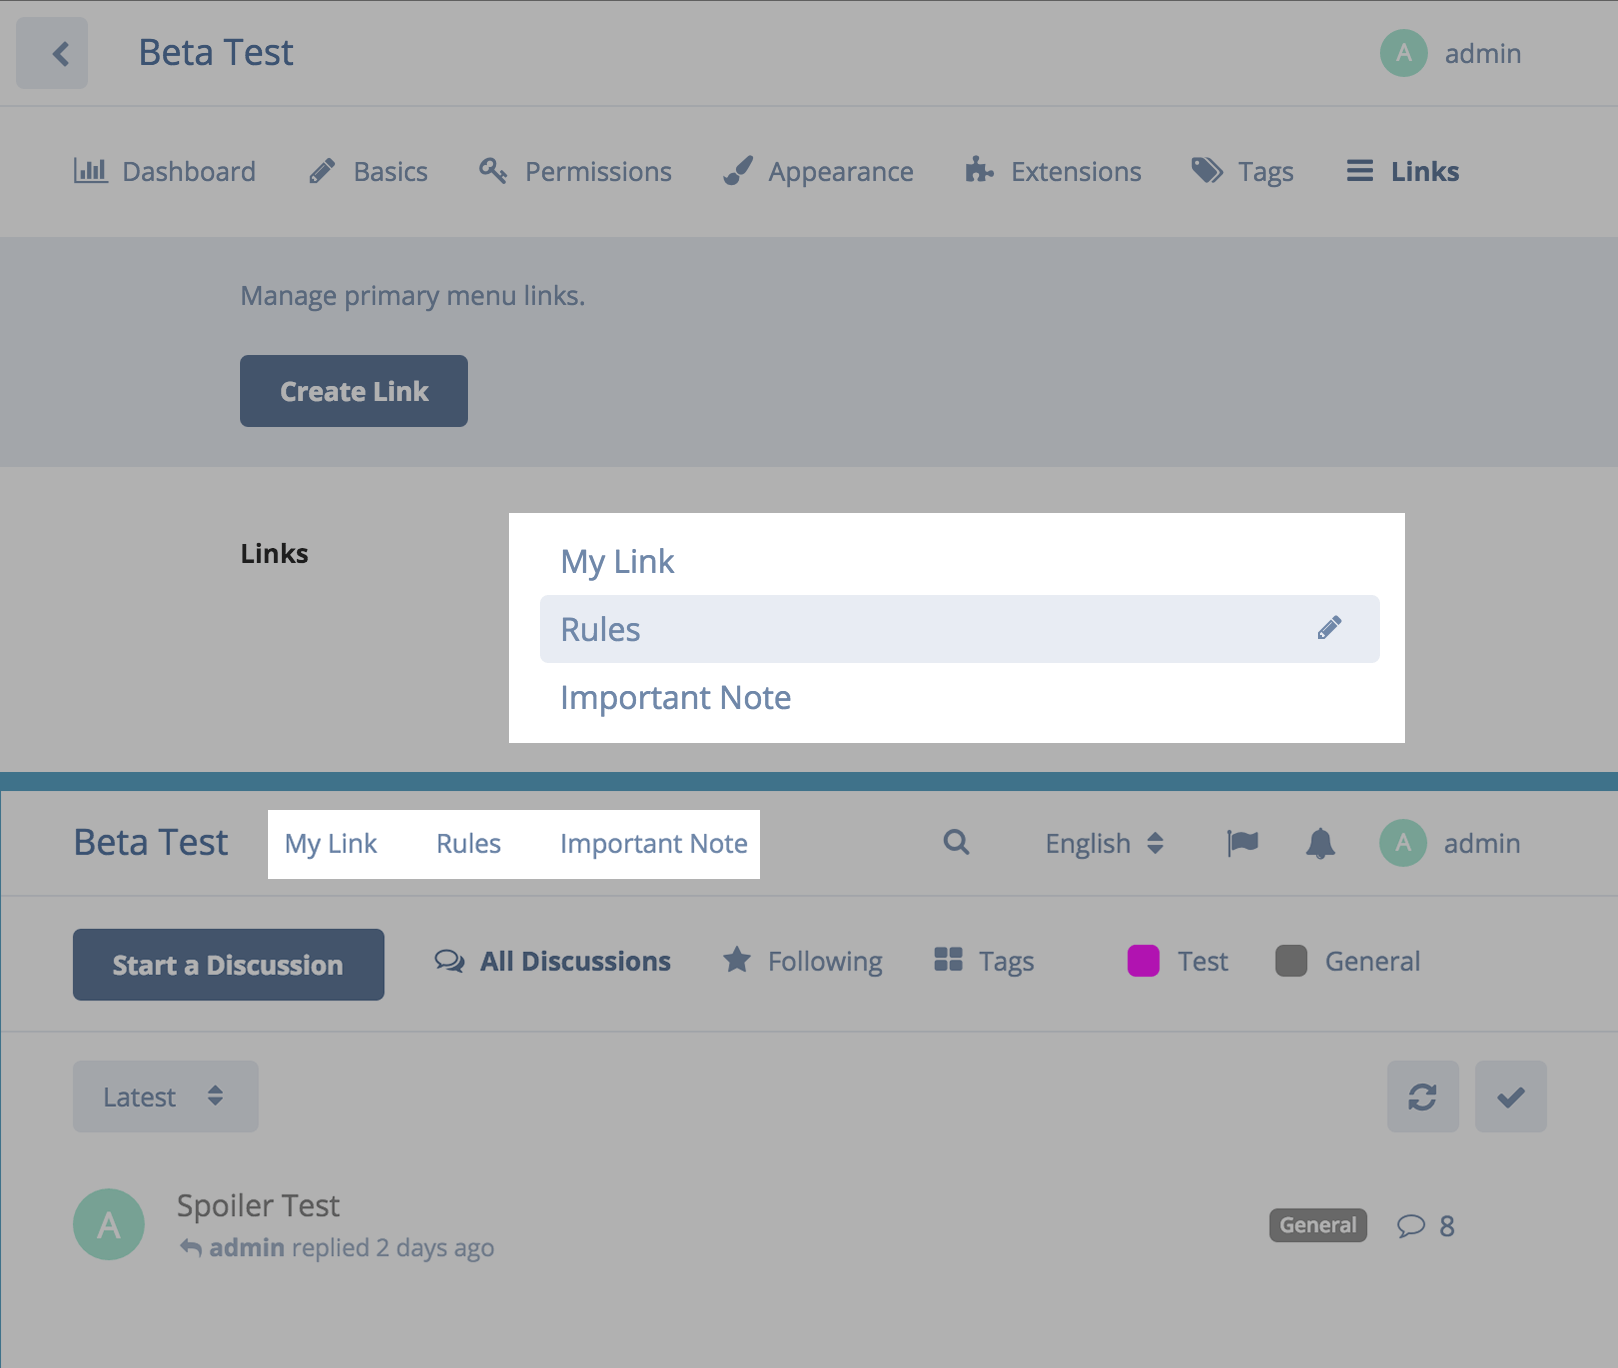 Beta Test
A admin
Dashboard Basics Permissions Appearance Extensions Tags Links
Manage primary menu links.
Create Link
Links
My Link
Rules
Important Note
Beta Test My Link Rules Important Note English A admin
Start a Discussion All Discussions Following Tags Test General
Latest
A
Spoiler Test
admin replied 2 days ago
General 8